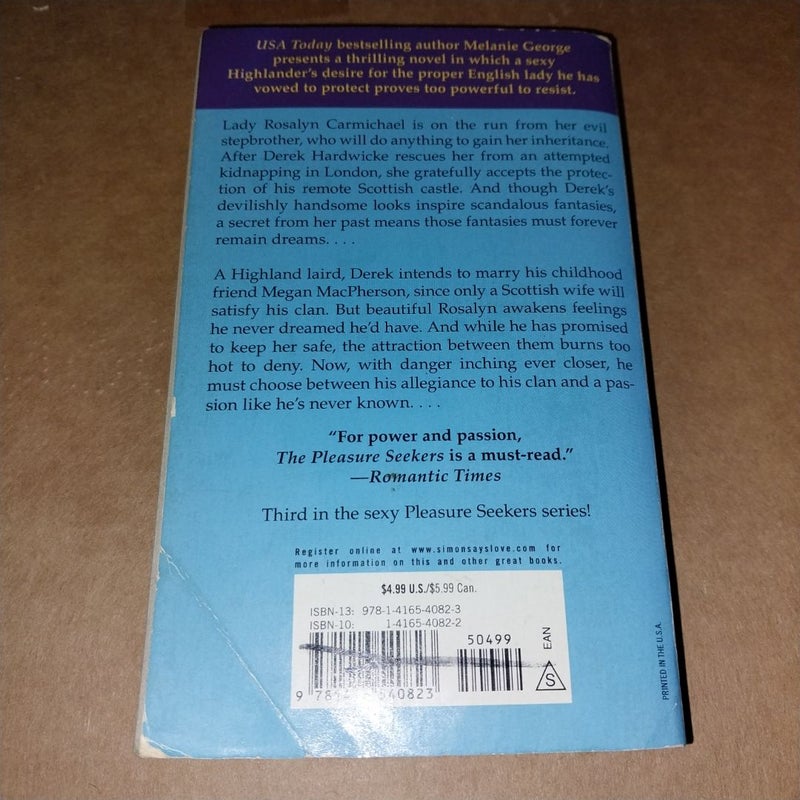 USA Today bestselling author Melanie George
presents a thrilling novel in which a sexy
Highlander's desire for the proper English lady he has
vowed to protect proves too powerful to resist.
Lady Rosalyn Carmichael is on the run from her evil
stepbrother, who will do anything to gain her inheritance.
After Derek Hardwicke rescues her from an attempted
kidnapping in London, she gratefully accepts the protec-
tion of his remote Scottish castle. And though Derek's
devilishly handsome looks inspire scandalous fantasies,
a secret from her past means those fantasies must forever
remain dreams. . . .
A Highland laird, Derek intends to marry his childhood
friend Megan MacPherson, since only a Scottish wife will
satisfy his clan. But beautiful Rosalyn awakens feelings
he never dreamed he'd have. And while he has promised
to keep her safe, the attraction between them burns too
hot to deny. Now, with danger inching ever closer, he
must choose between his allegiance to his clan and a pas-
sion like he's never known. . . .
"For power and passion,
The Pleasure Seekers is a must-read."
—Romantic Times
Third in the sexy Pleasure Seekers series!
Register online at www.simonsayslove.com for
more information on this and other great books.
$4.99 U.S./$5.99 Can.
ISBN-13: 978-1-4165-4082-3
ISBN-10: 1-4165-4082-2
50499
EAN
S
9 781 540823
PRINTED IN THE U.S.A.